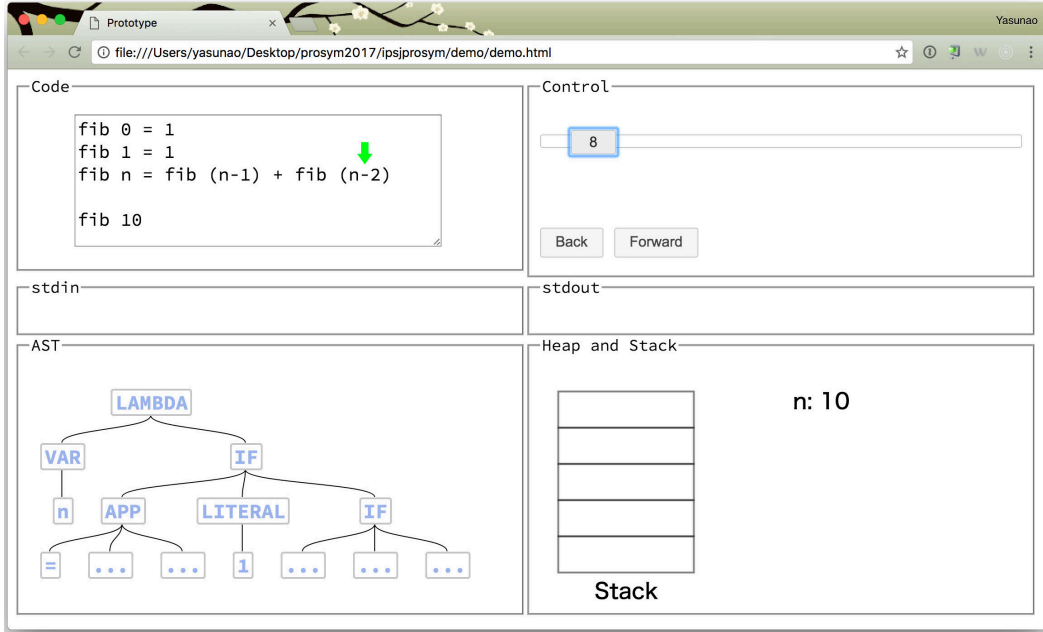 Prototype
Yasunao
file:///Users/yasunao/Desktop/prosym2017/ipsjprosym/demo/demo.html
Code
fib 0 = 1
fib 1 = 1
fib n = fib (n-1) + fib (n-2)
fib 10
Control
8
Back Forward
stdin
stdout
AST
LAMBDA
VAR IF
n APP LITERAL IF
= ... ... 1 ... ... ...
Heap and Stack
n: 10
Stack